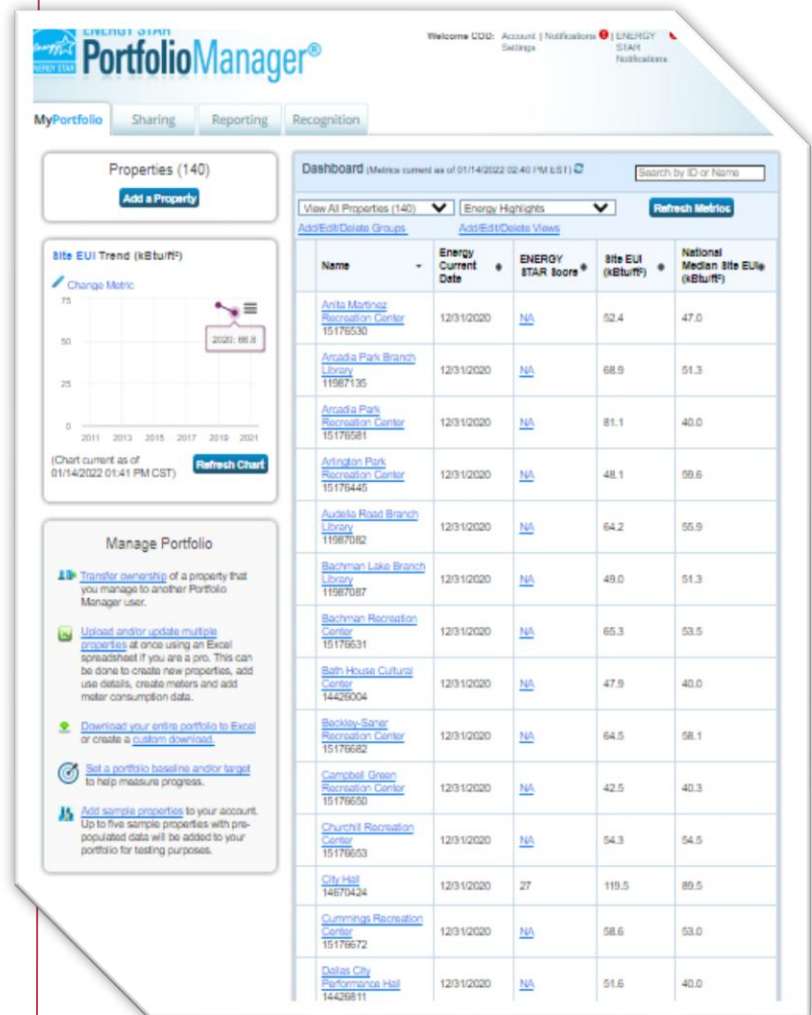 ENERGY STAR
PortfolioManager®
ENERGY STAR
Welcome COD:
Account | Notifications
Settings
| ENERGY
STAR
Notifications
MyPortfolio
Sharing
Reporting
Recognition
Properties (140)
Add a Property
Site EUI Trend (kBtu/ft²)
Change Metric
75
50
25
0
2020: 66.8
2011 2013 2015 2017 2019 2021
(Chart current as of
01/14/2022 01:41 PM CST)
Refresh Chart
Manage Portfolio
Transfer ownership of a property that
you manage to another Portfolio
Manager user.
Upload and/or update multiple
properties at once using an Excel
spreadsheet if you are a pro. This can
be done to create new properties, add
use details, create meters and add
meter consumption data.
Download your entire portfolio to Excel
or create a custom download.
Set a portfolio baseline and/or target
to help measure progress.
Add sample properties to your account.
Up to five sample properties with pre-
populated data will be added to your
portfolio for testing purposes.
Dashboard (Metrics current as of 01/14/2022 02:40 PM EST)
Search by ID or Name
View All Properties (140)
Energy Highlights
Refresh Metrics
Add/Edit/Delete Groups
Add/Edit/Delete Views
Name
Energy
Current
Date
ENERGY
STAR Score
Site EUI
(kBtu/ft²)
National
Median Site EUI
(kBtu/ft²)
Anita Martinez
Recreation Center
15176530
12/31/2020 NA 52.4 47.0
Arcadia Park Branch
Library
11987135
12/31/2020 NA 68.9 51.3
Arcadia Park
Recreation Center
15176581
12/31/2020 NA 81.1 40.0
Arlington Park
Recreation Center
15176445
12/31/2020 NA 48.1 59.6
Audelia Road Branch
Library
11987082
12/31/2020 NA 64.2 55.9
Bachman Lake Branch
Library
11987087
12/31/2020 NA 49.0 51.3
Bachman Recreation
Center
15176631
12/31/2020 NA 65.3 53.5
Bath House Cultural
Center
14426004
12/31/2020 NA 47.9 40.0
Beckley-Saner
Recreation Center
15176682
12/31/2020 NA 64.5 58.1
Campbell Green
Recreation Center
15176650
12/31/2020 NA 42.5 40.3
Churchill Recreation
Center
15176653
12/31/2020 NA 54.3 54.5
City Hall
14670424
12/31/2020 27 119.5 89.5
Cummings Recreation
Center
15176672
12/31/2020 NA 58.6 53.0
Dallas City
Performance Hall
14426811
12/31/2020 NA 51.6 40.0